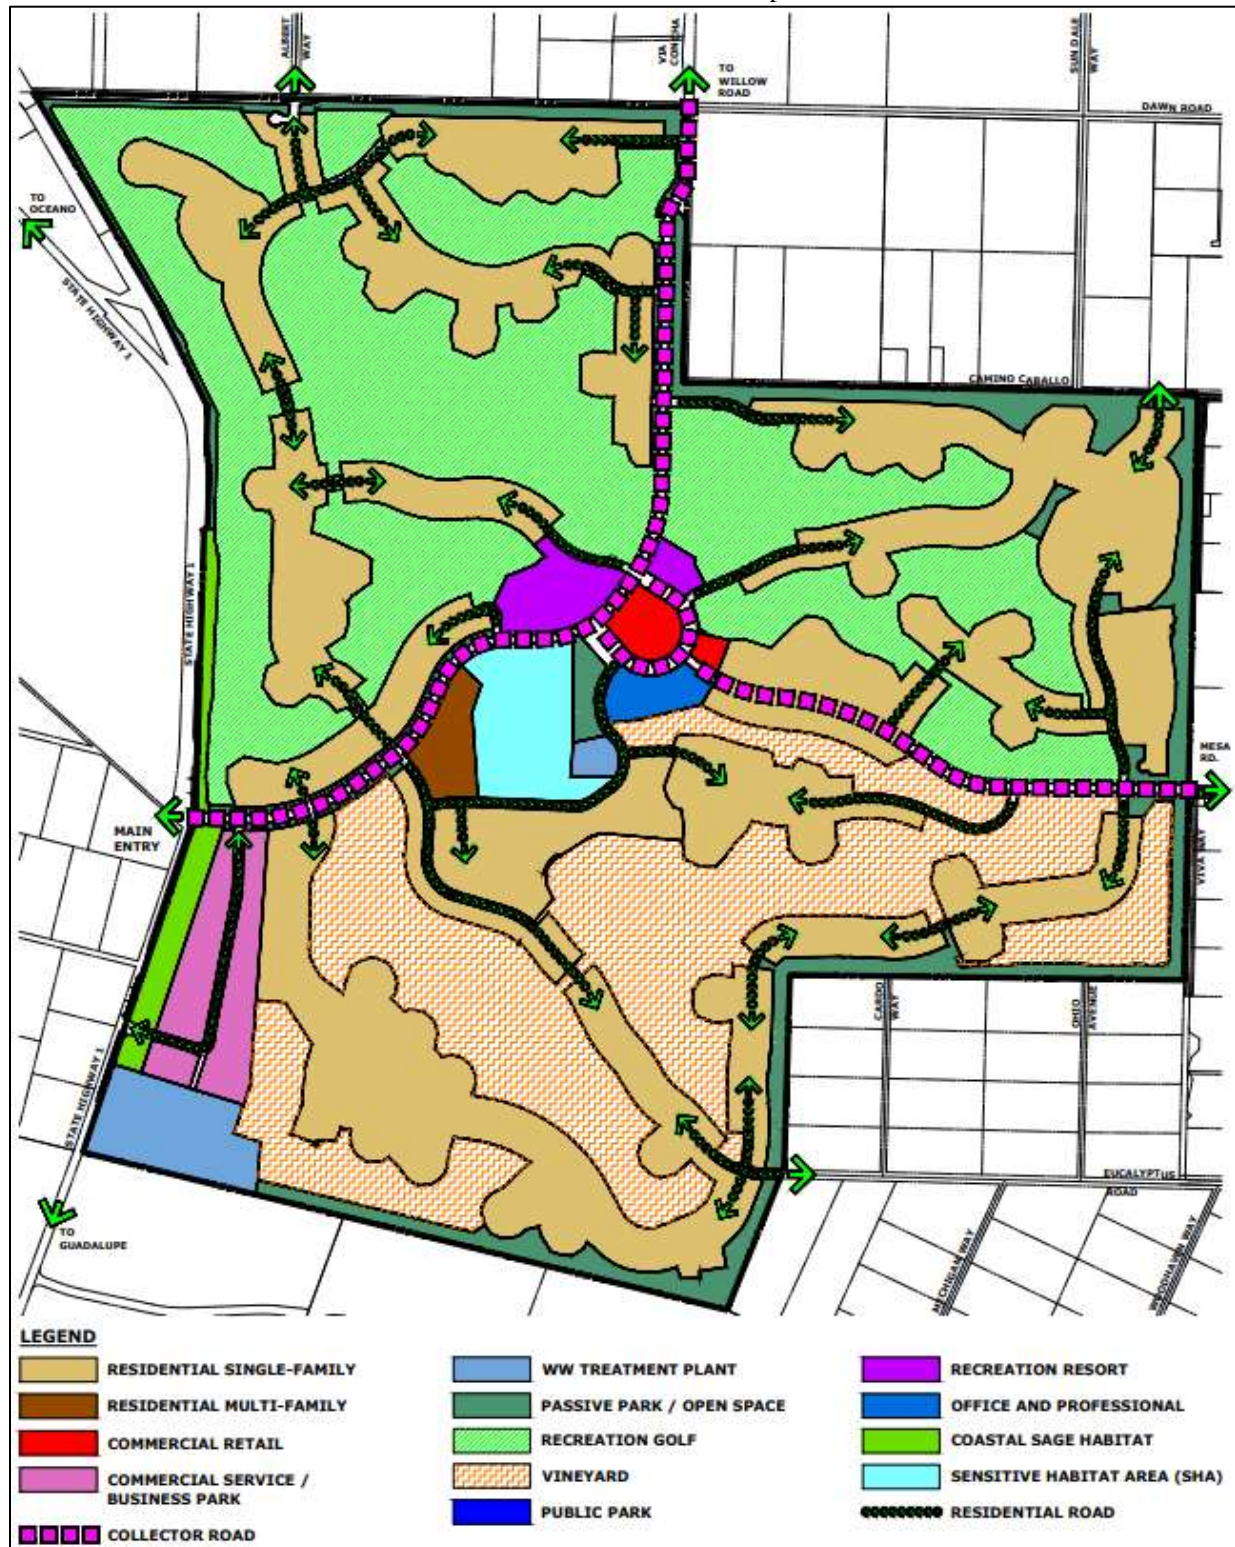 ALBERT
WAY
VIA
CONCHA
SUN DALE
WAY
TO
WILLOW
ROAD
DAWN ROAD
TO
OCEANO
STATE HIGHWAY 1
CAMINO CABALLO
STATE HIGHWAY 1
MESA
RD.
MAIN
ENTRY
VIVA WAY
CARDO
WAY
OHIO
AVENUE
STATE HIGHWAY 1
EUCALYPTUS
ROAD
TO
GUADALUPE
MICHIGAN WAY
WOODHAVEN WAY
LEGEND
RESIDENTIAL SINGLE-FAMILY
RESIDENTIAL MULTI-FAMILY
COMMERCIAL RETAIL
COMMERCIAL SERVICE /
BUSINESS PARK
COLLECTOR ROAD
WW TREATMENT PLANT
PASSIVE PARK / OPEN SPACE
RECREATION GOLF
VINEYARD
PUBLIC PARK
RECREATION RESORT
OFFICE AND PROFESSIONAL
COASTAL SAGE HABITAT
SENSITIVE HABITAT AREA (SHA)
RESIDENTIAL ROAD